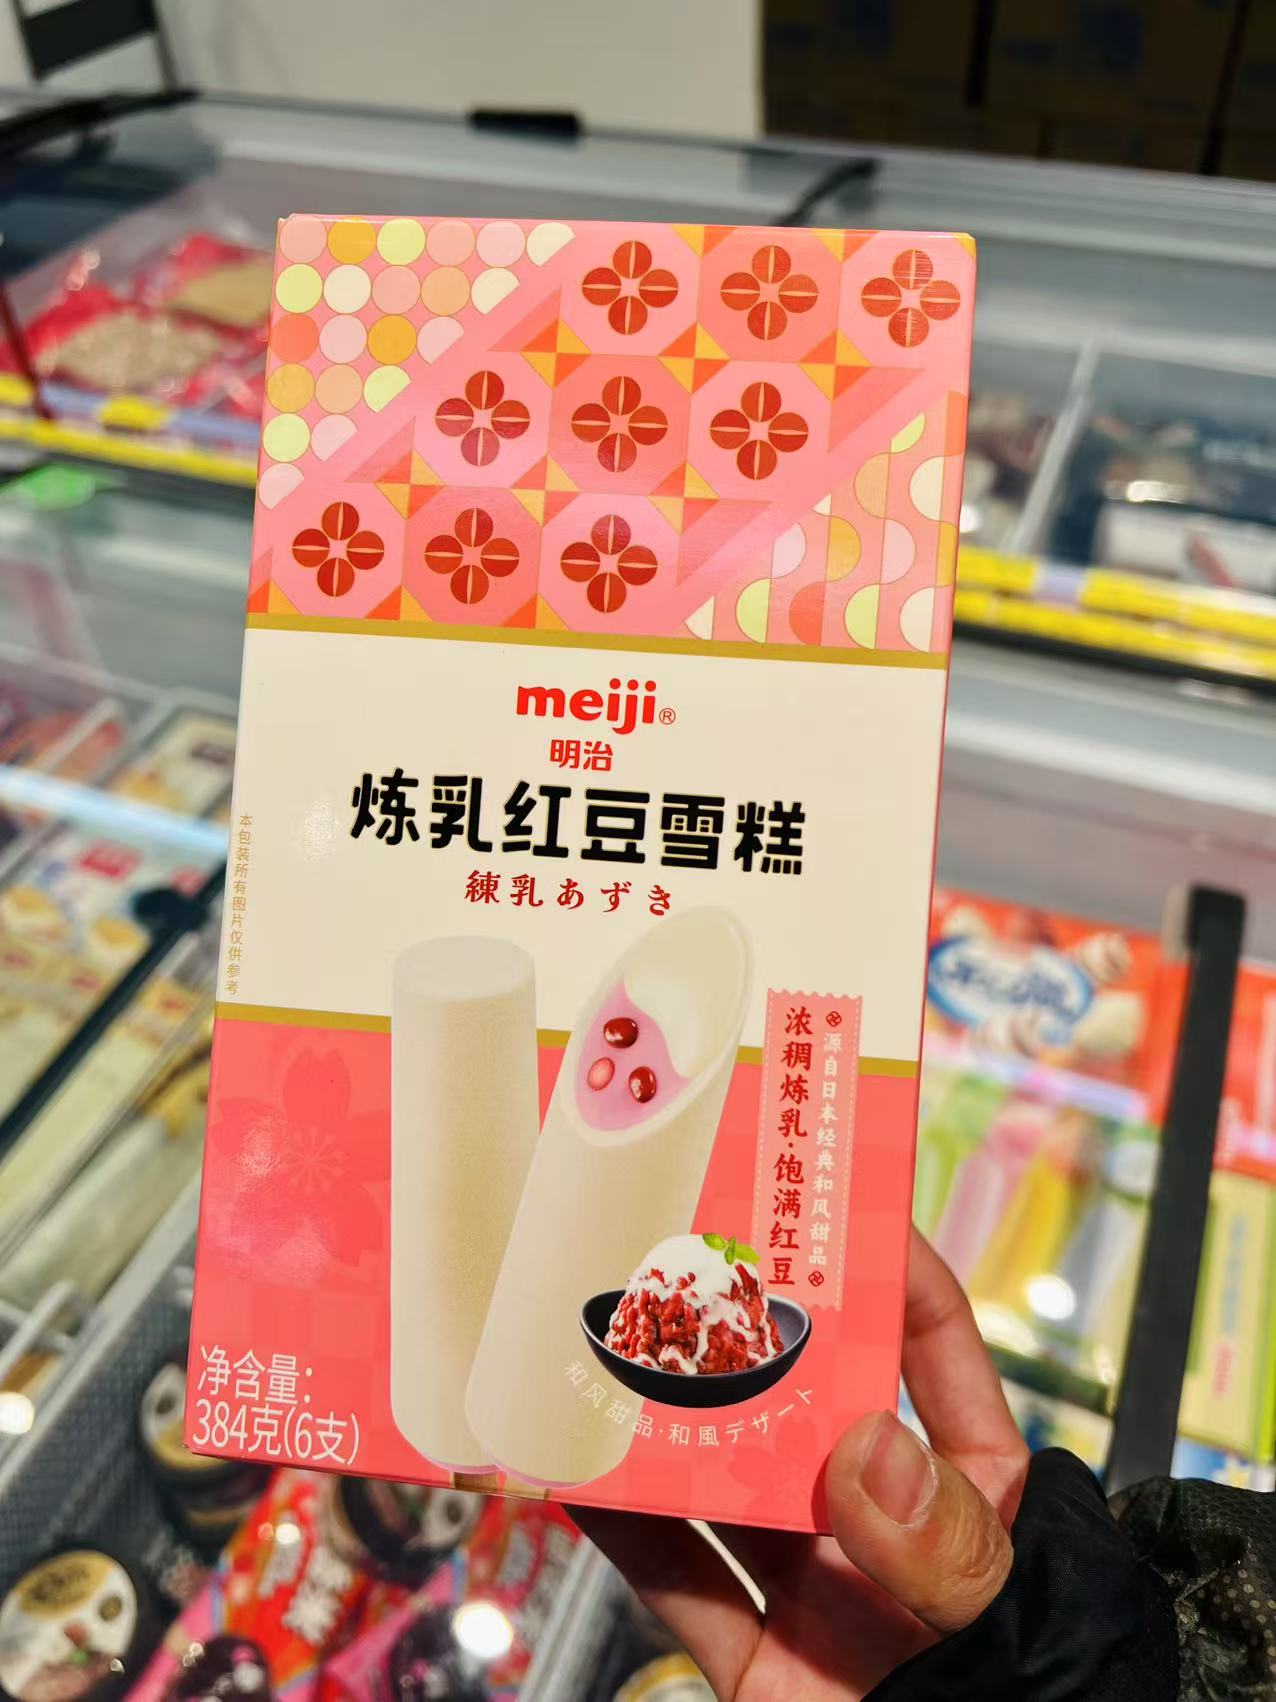 meiji®
明治
炼乳红豆雪糕
練乳あずき
本包装所有图片仅供参考
源自日本经典和风甜品
浓稠炼乳·饱满红豆
和风甜品·和風デザート
净含量:
384克(6支)